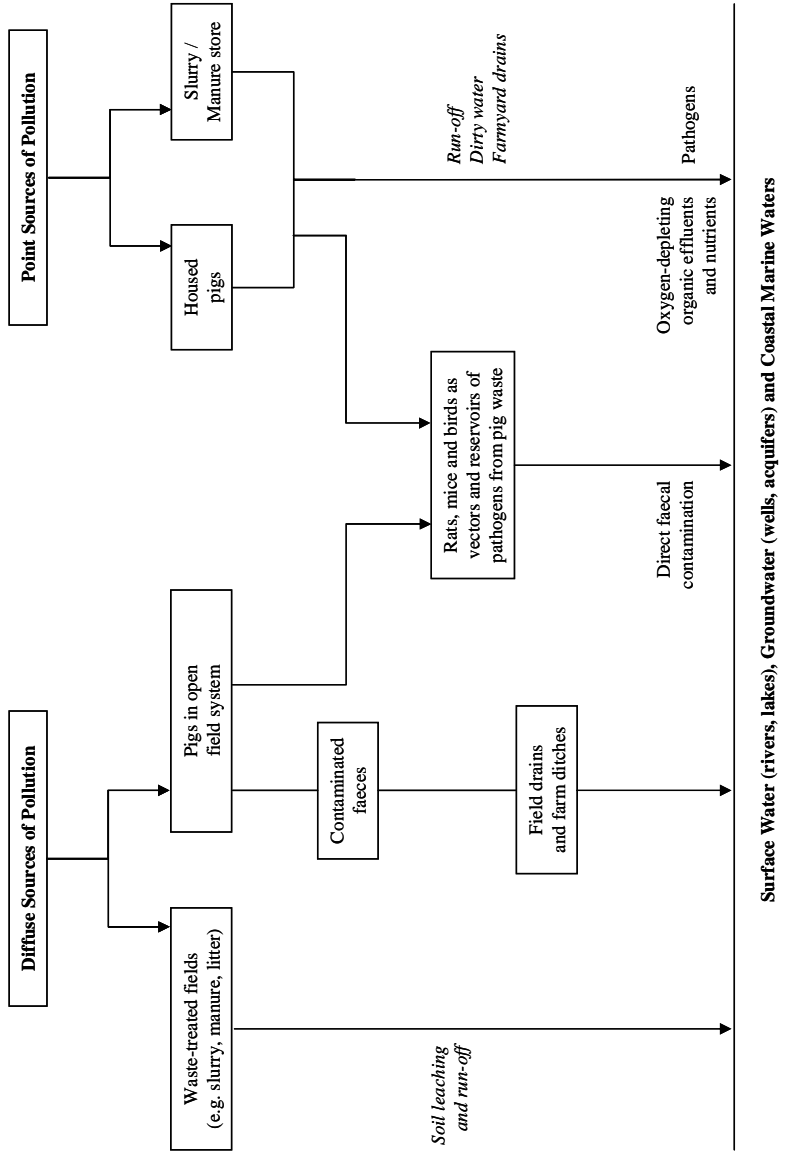 Diffuse Sources of Pollution
Point Sources of Pollution
Waste-treated fields
(e.g. slurry, manure, litter)
Pigs in open
field system
Housed
pigs
Slurry /
Manure store
Contaminated
faeces
Rats, mice and birds as
vectors and reservoirs of
pathogens from pig waste
Soil leaching
and run-off
Run-off
Dirty water
Farmyard drains
Field drains
and farm ditches
Direct faecal
contamination
Oxygen-depleting
organic effluents
and nutrients
Pathogens
Surface Water (rivers, lakes), Groundwater (wells, acquifers) and Coastal Marine Waters